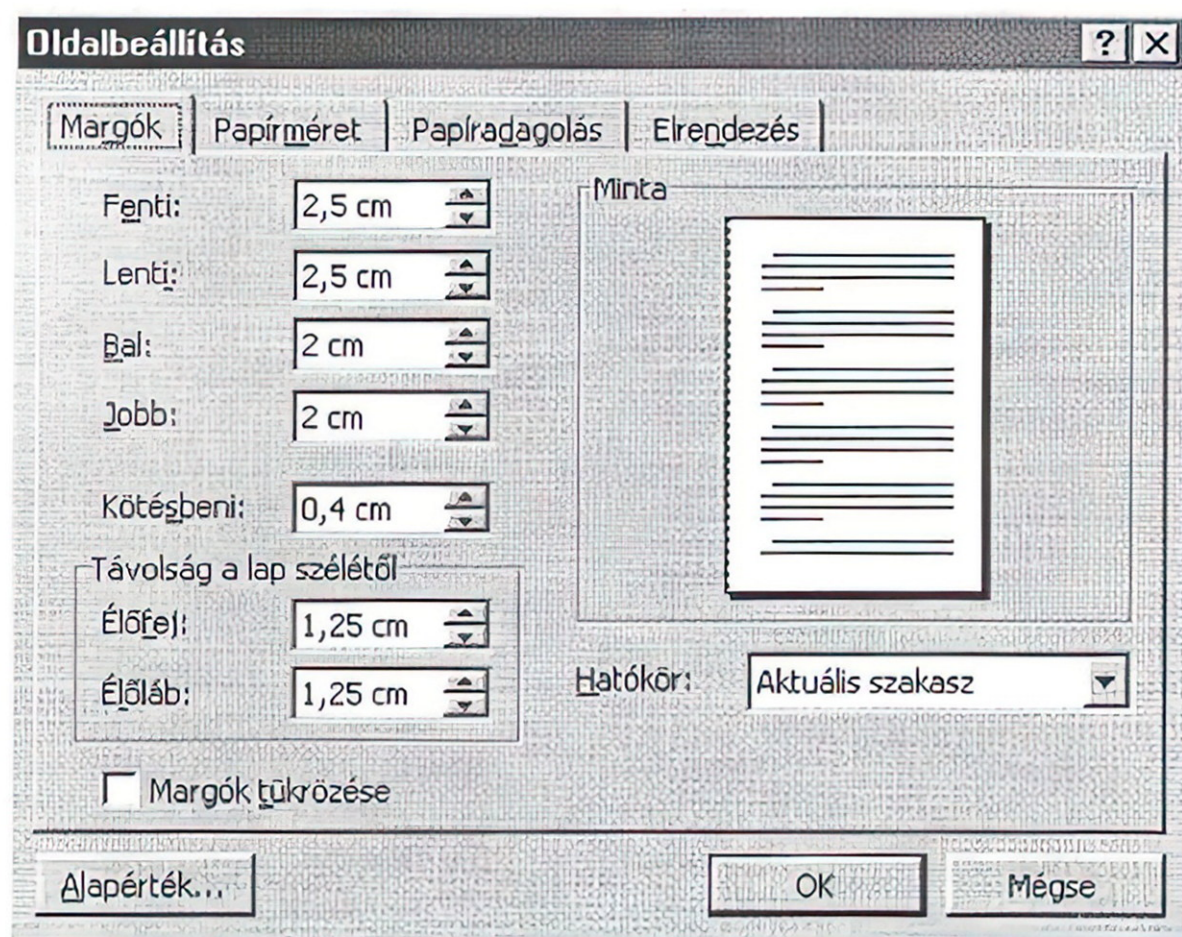 Oldalbeállítás
Margók Papírméret Papíradagolás Elrendezés
Fenti: 2,5 cm
Lenti: 2,5 cm
Bal: 2 cm
Jobb: 2 cm
Kötésbeni: 0,4 cm
Távolság a lap szélétől
Élőfej: 1,25 cm
Élőláb: 1,25 cm
Margók tükrözése
Minta
Hatókör: Aktuális szakasz
Alapérték... OK Mégse